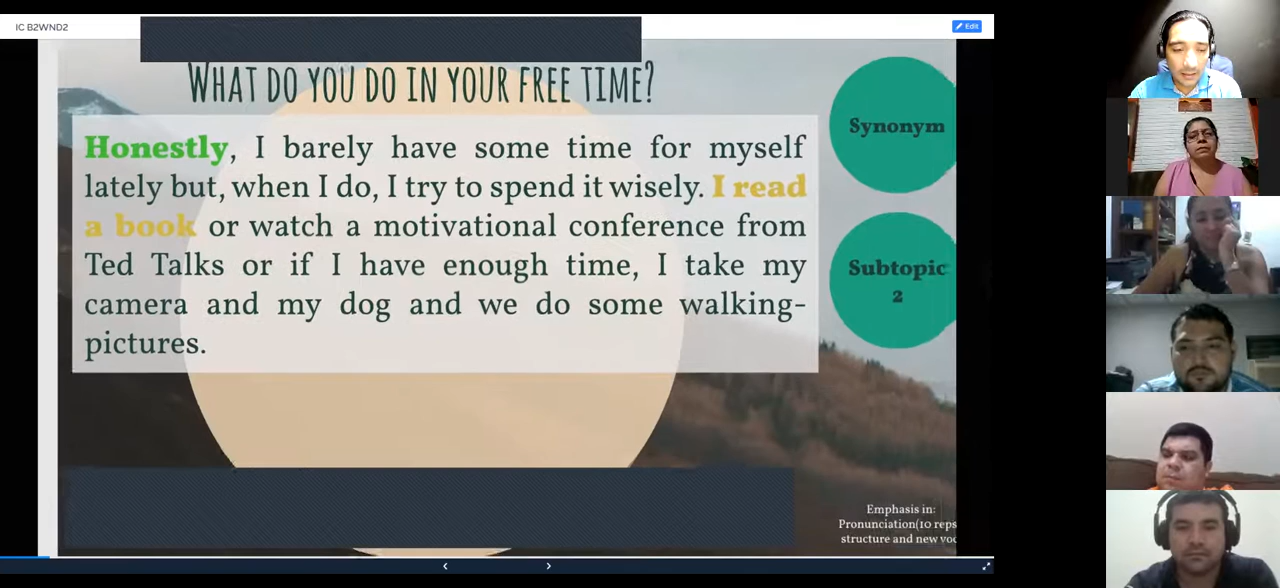 IC B2WND2
Edit
WHAT DO YOU DO IN YOUR FREE TIME?
Honestly, I barely have some time for myself
lately but, when I do, I try to spend it wisely. I read
a book or watch a motivational conference from
Ted Talks or if I have enough time, I take my
camera and my dog and we do some walking-
pictures.
Synonym
Subtopic
2
Emphasis in:
Pronunciation(10 reps
structure and new voc